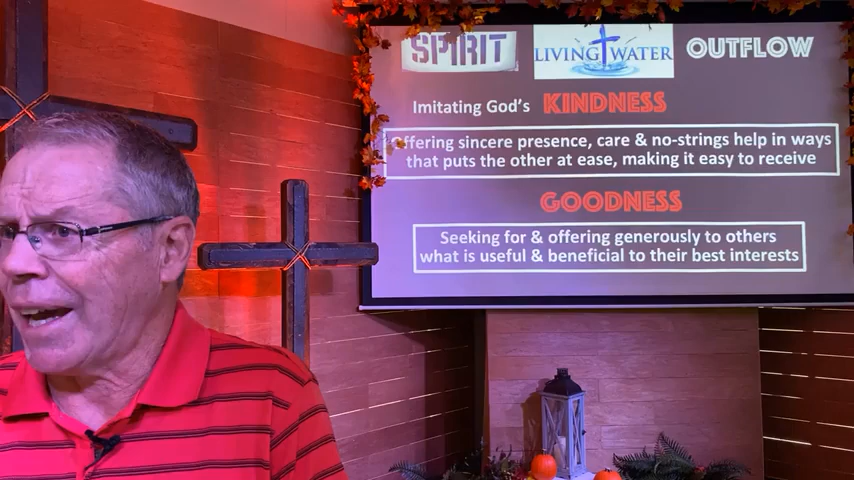 SPIRIT
LIVING WATER
OUTFLOW
Imitating God's KINDNESS
Offering sincere presence, care & no-strings help in ways
that puts the other at ease, making it easy to receive
GOODNESS
Seeking for & offering generously to others
what is useful & beneficial to their best interests